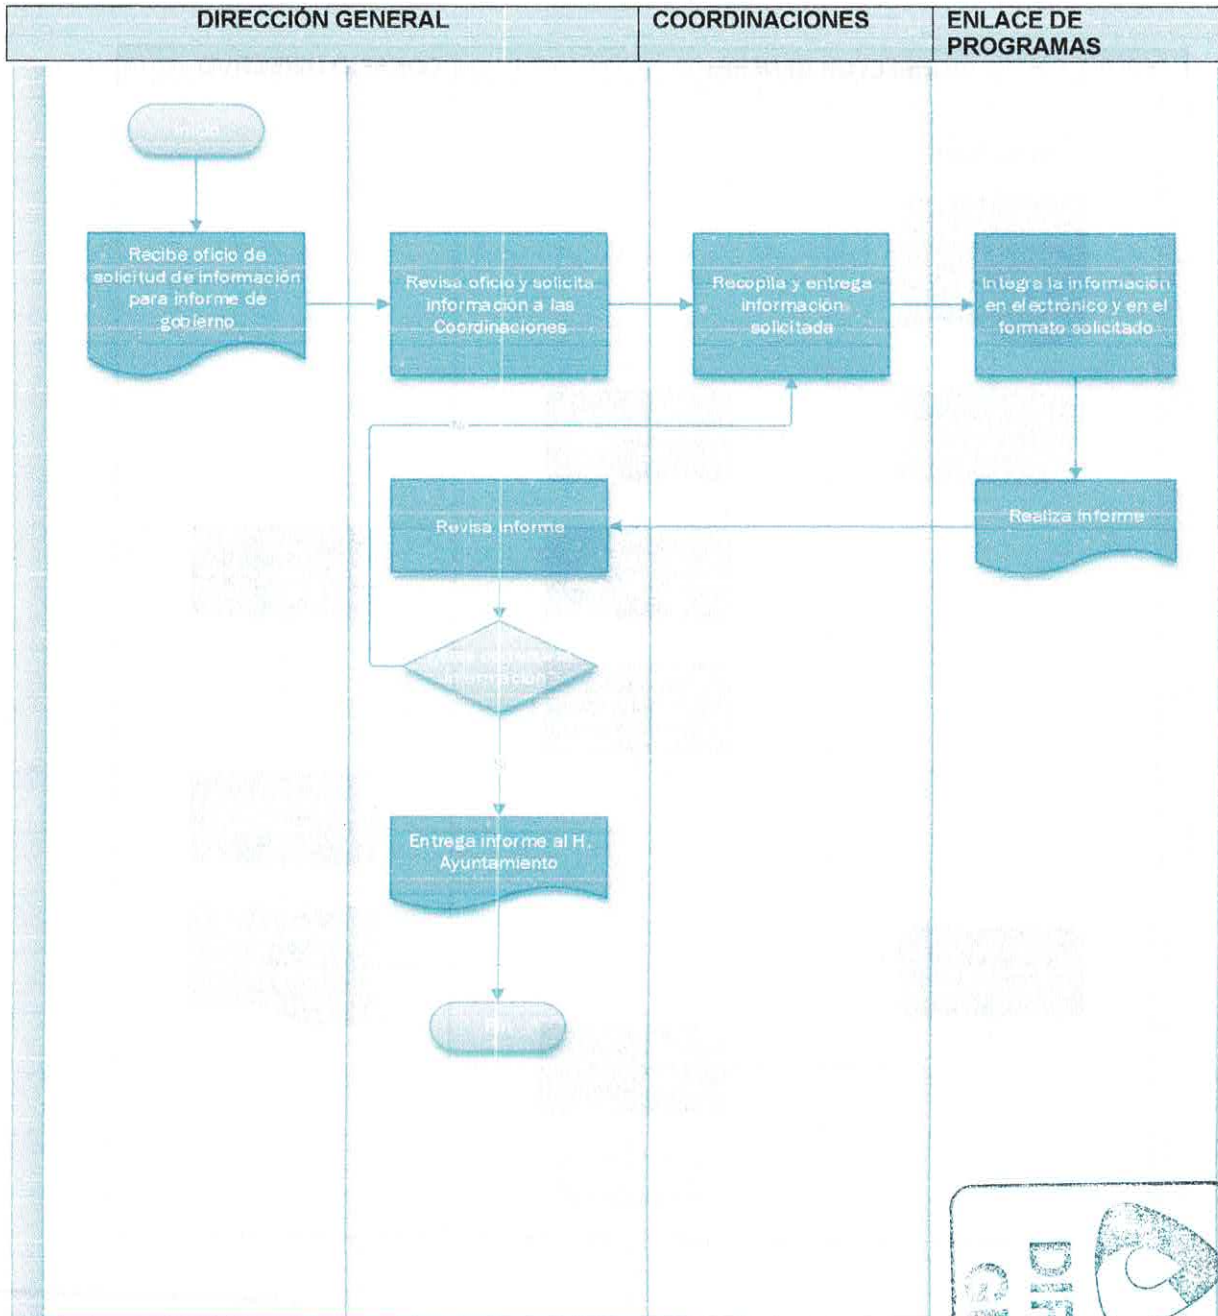 DIRECCIÓN GENERAL
COORDINACIONES
ENLACE DE
PROGRAMAS
Inicio
Recibe oficio de
solicitud de información
para informe de
gobierno
Revisa oficio y solicita
información a las
Coordinaciones
Recopila y entrega
información
solicitada
Integra la información
en electrónico y en el
formato solicitado
No
Revisa informe
Realiza informe
información
Si
Entrega informe al H.
Ayuntamiento
Fin